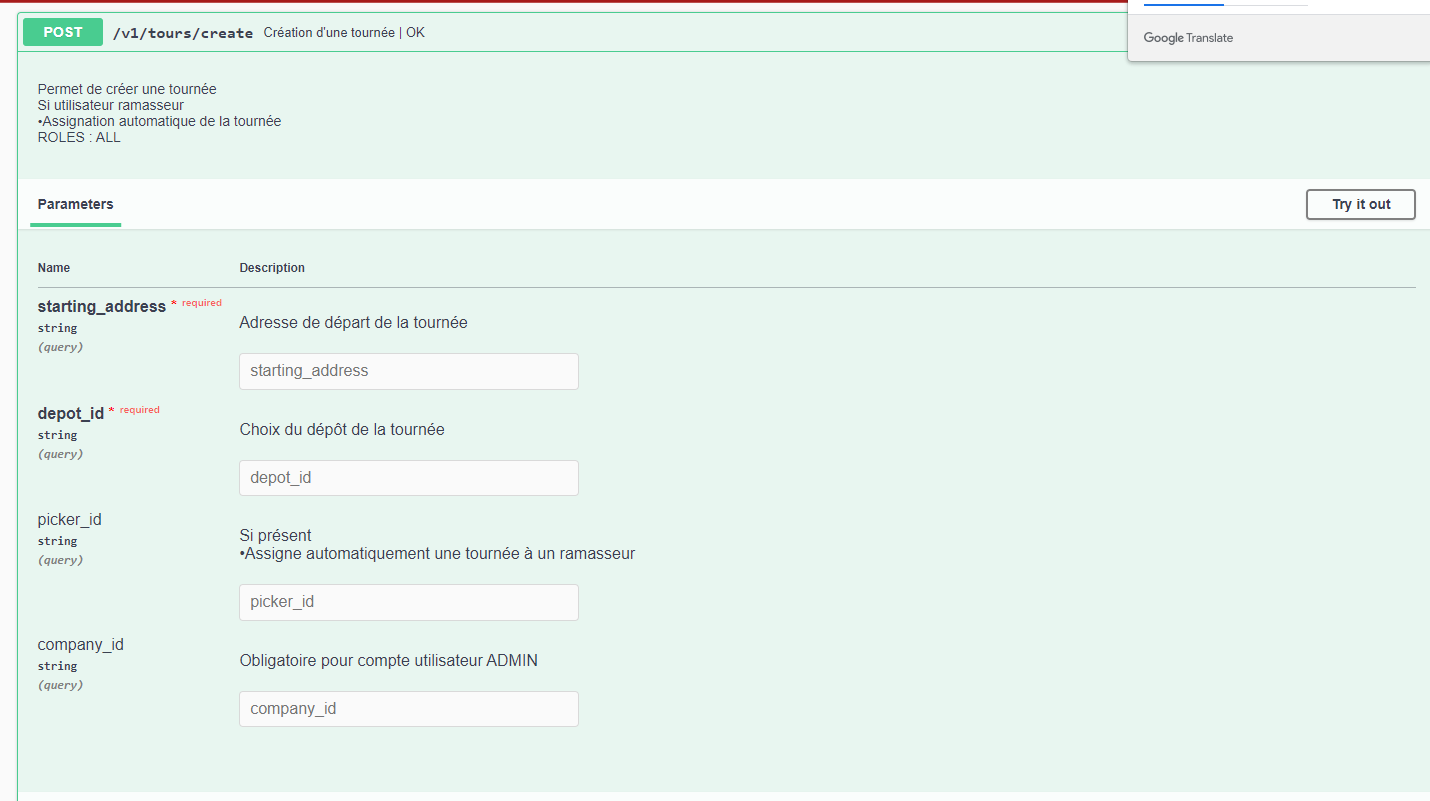 POST /v1/tours/create Création d'une tournée | OK
Google Translate
Permet de créer une tournée
Si utilisateur ramasseur
•Assignation automatique de la tournée
ROLES : ALL
Parameters
Try it out
Name Description
starting_address * required
string
(query)
Adresse de départ de la tournée
starting_address
depot_id * required
string
(query)
Choix du dépôt de la tournée
depot_id
picker_id
string
(query)
Si présent
•Assigne automatiquement une tournée à un ramasseur
picker_id
company_id
string
(query)
Obligatoire pour compte utilisateur ADMIN
company_id